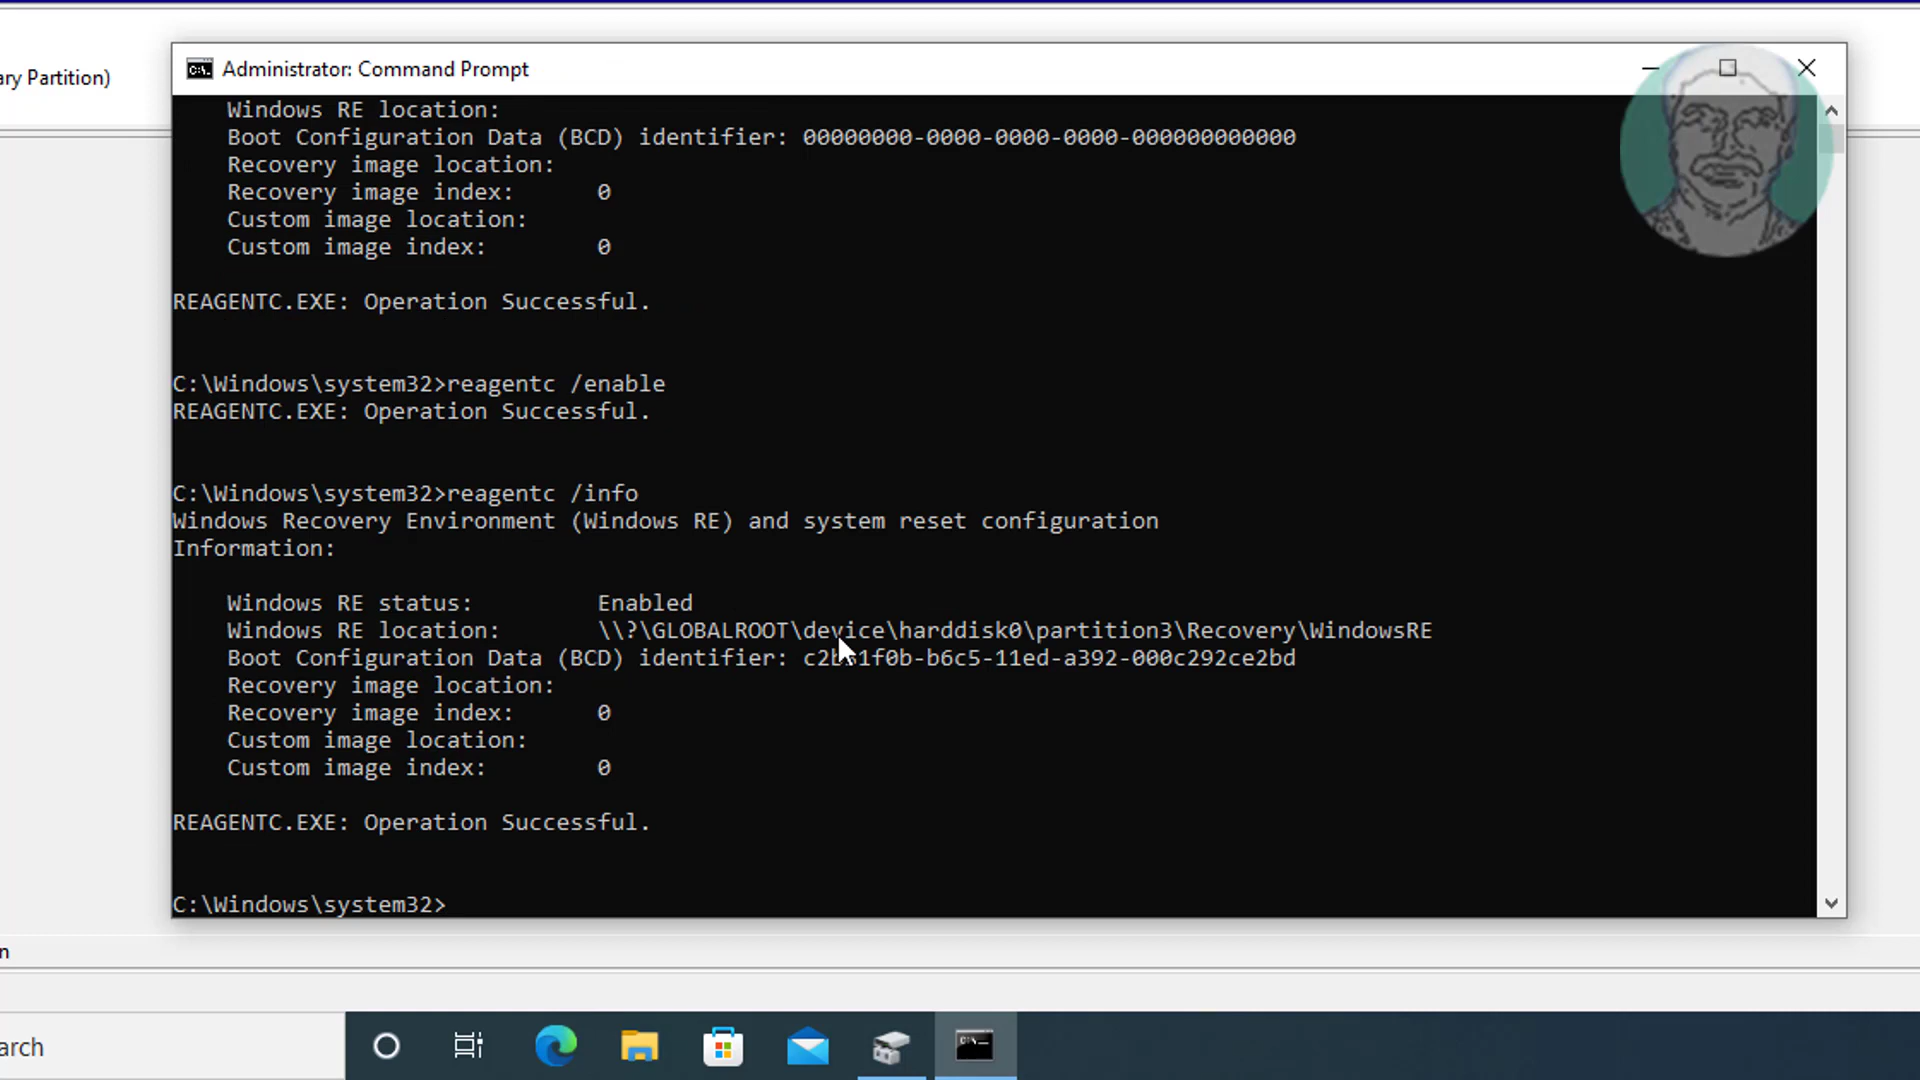 ary Partition)
Administrator: Command Prompt
Windows RE location:
Boot Configuration Data (BCD) identifier: 00000000-0000-0000-0000-000000000000
Recovery image location:
Recovery image index: 0
Custom image location:
Custom image index: 0
REAGENTC.EXE: Operation Successful.
C:\Windows\system32>reagentc /enable
REAGENTC.EXE: Operation Successful.
C:\Windows\system32>reagentc /info
Windows Recovery Environment (Windows RE) and system reset configuration
Information:
Windows RE status: Enabled
Windows RE location: \\?\GLOBALROOT\device\harddisk0\partition3\Recovery\WindowsRE
Boot Configuration Data (BCD) identifier:
Recovery image location:
Recovery image index: 0
Custom image location:
Custom image index: 0
REAGENTC.EXE: Operation Successful.
C:\Windows\system32>
n
arch